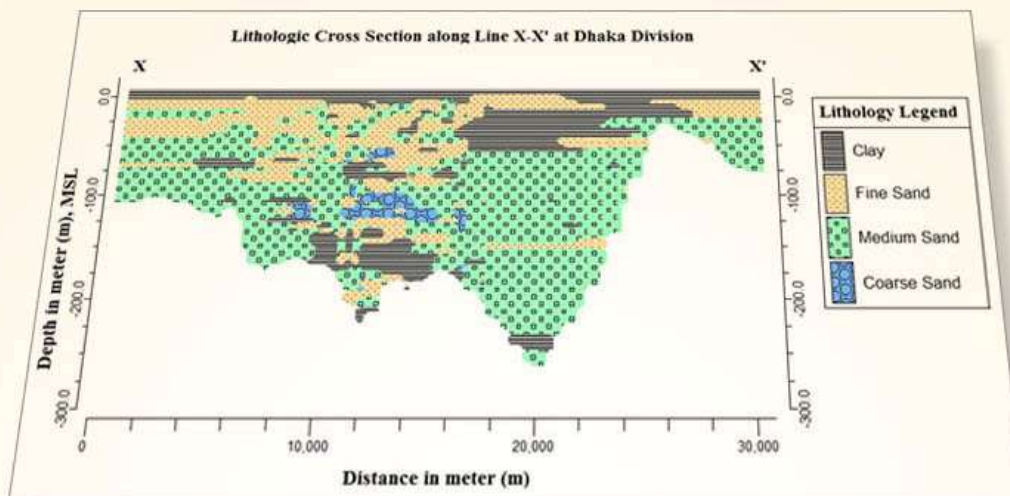 Lithologic Cross Section along Line X-X' at Dhaka Division
X
X'
0.0
-100.0
-200.0
-300.0
Depth in meter (m), MSL
0.0
-100.0
-200.0
-300.0
0
10,000
20,000
30,000
Distance in meter (m)
Lithology Legend
Clay
Fine Sand
Medium Sand
Coarse Sand